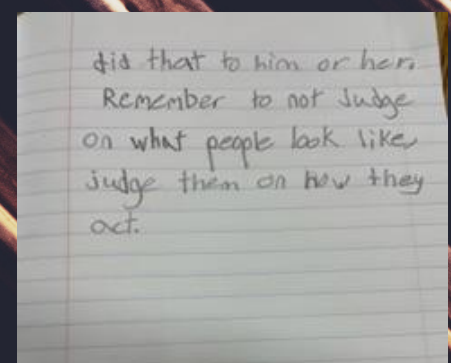 did that to him or her.
Remember to not Judge
on what people look like,
judge them on how they
act.